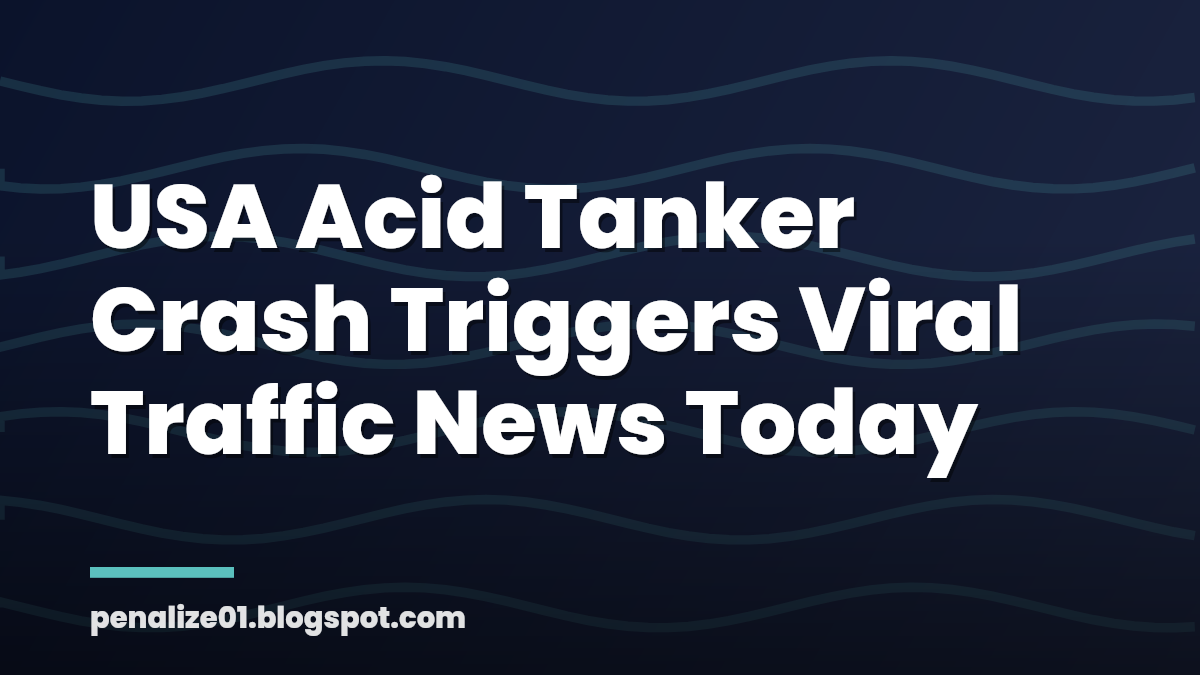 USA Acid Tanker
Crash Triggers Viral
Traffic News Today
penalize01.blogspot.com